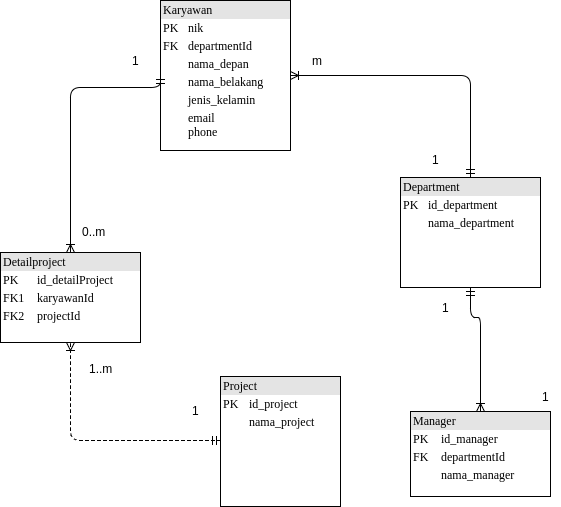 Karyawan
PK nik
FK departmentId
nama_depan
nama_belakang
jenis_kelamin
email
phone
1
m
1
0..m
Department
PK id_department
nama_department
Detailproject
PK id_detailProject
FK1 karyawanId
FK2 projectId
1
1..m
1
1
Project
PK id_project
nama_project
Manager
PK id_manager
FK departmentId
nama_manager